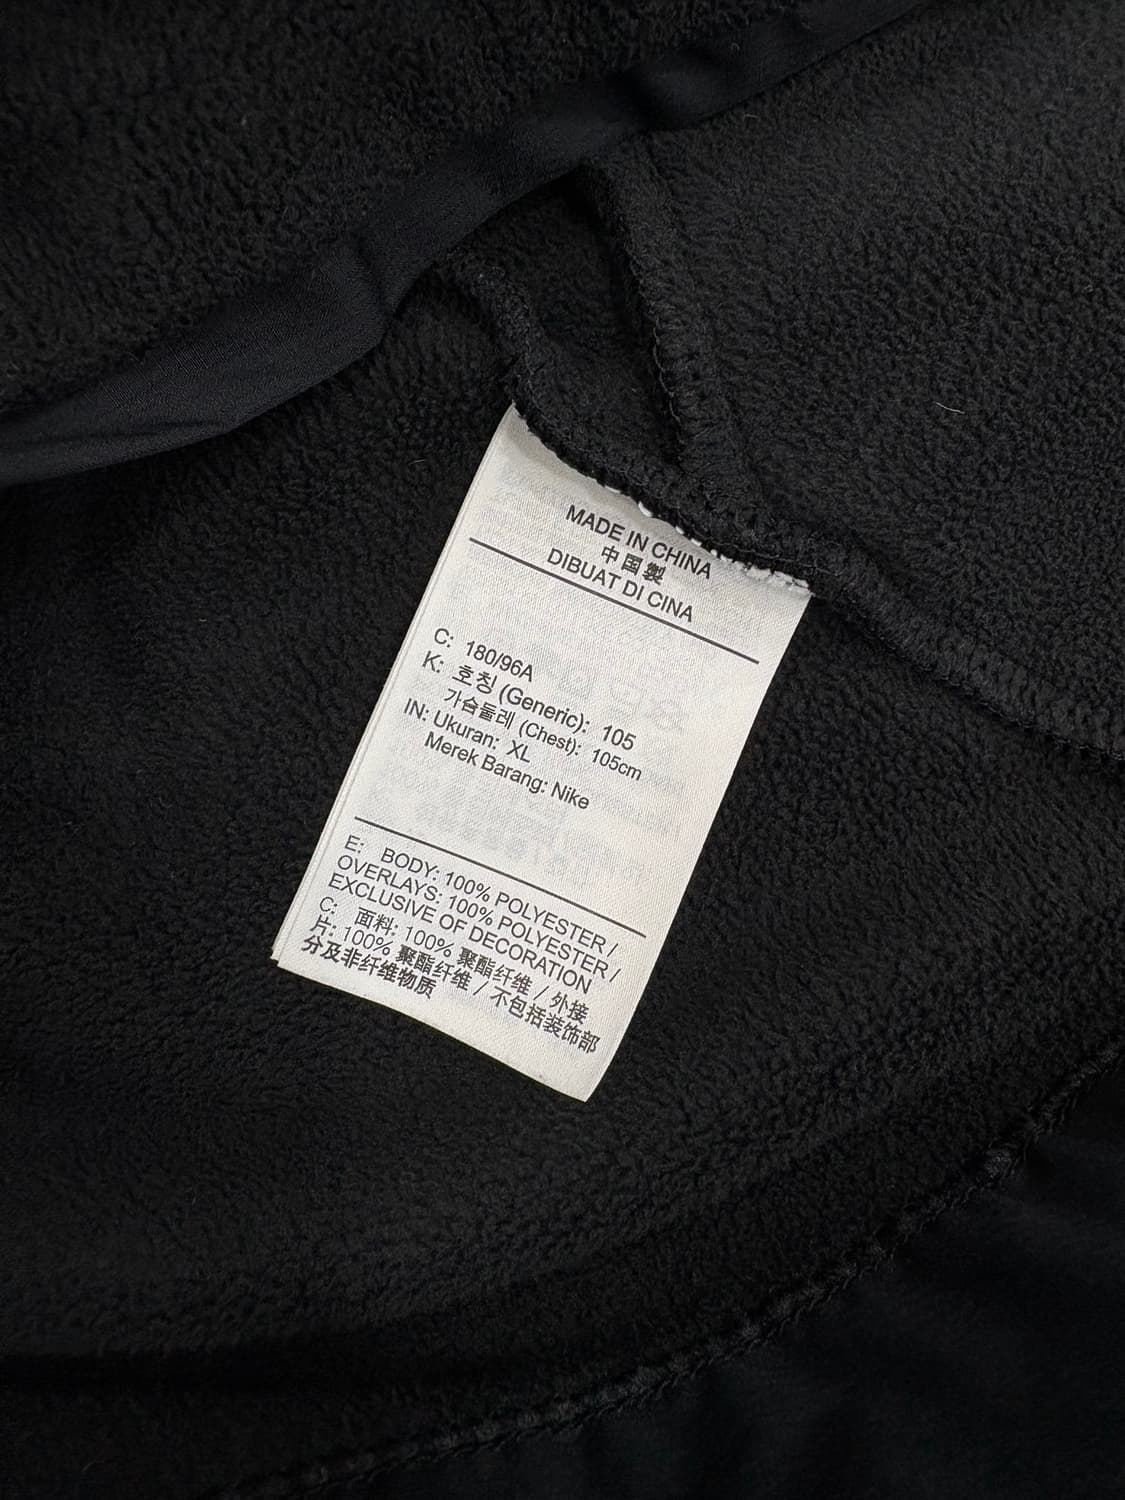 MADE IN CHINA
中国製
DIBUAT DI CINA
C: 180/96A
K: 호칭 (Generic): 105
가슴둘레 (Chest): 105cm
IN: Ukuran: XL
Merek Barang: Nike
E: BODY: 100% POLYESTER /
OVERLAYS: 100% POLYESTER /
EXCLUSIVE OF DECORATION
C: 面料: 100% 聚酯纤维 / 外接
片: 100% 聚酯纤维 / 不包括装饰部
分及非纤维物质